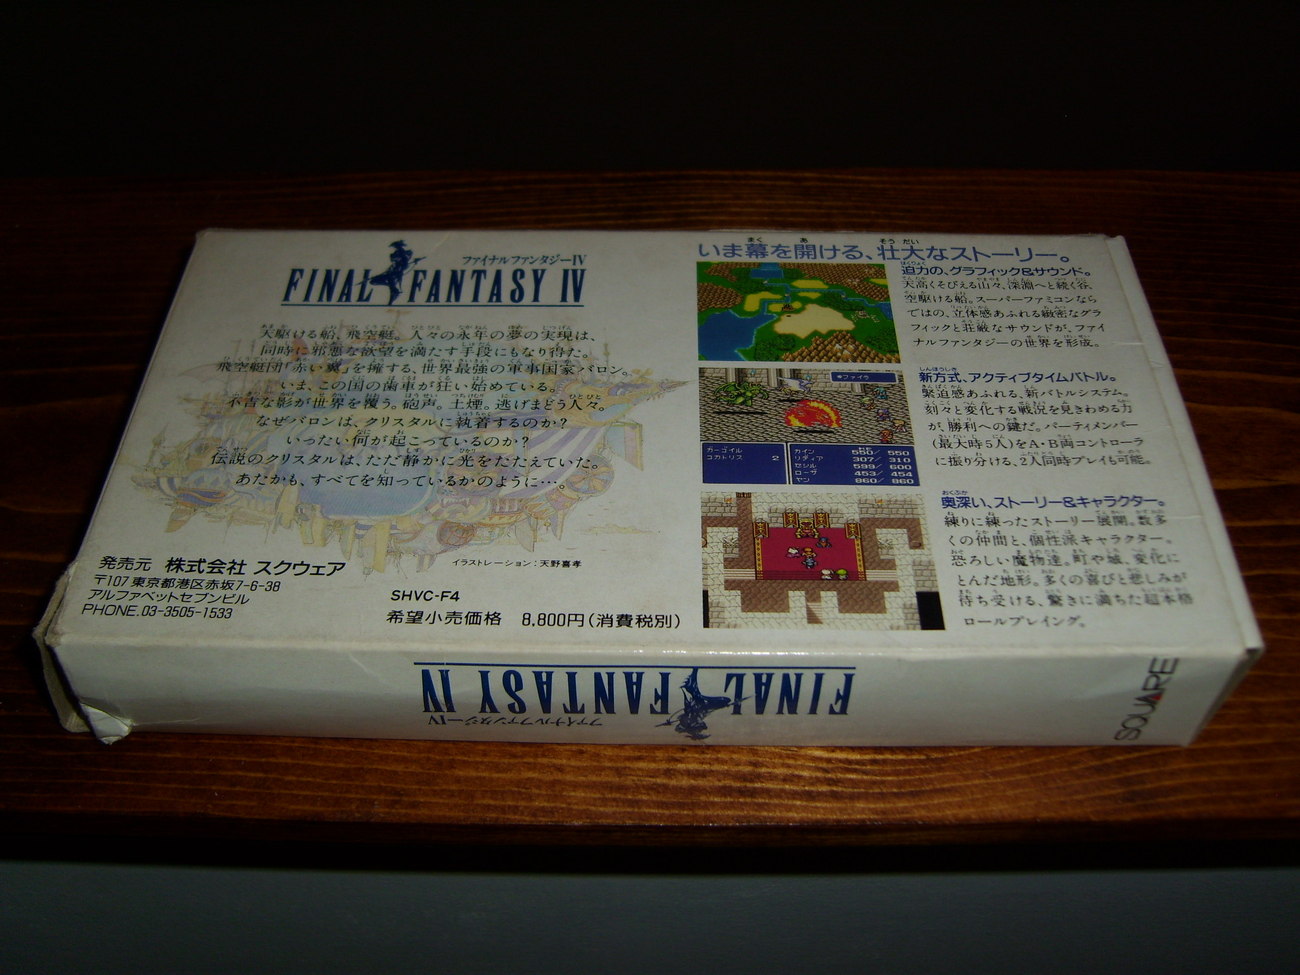 ファイナルファンタジーIV
FINAL FANTASY IV
天駆ける船、飛空艇。人々の永年の夢の実現は、
同時に邪悪な欲望を満たす手段にもなり得た。
飛空艇団「赤い翼」を擁する、世界最強の軍事国家バロン。
いま、この国の歯車が狂い始めている。
不吉な影が世界を覆う。砲声。土煙。逃げまどう人々。
なぜバロンは、クリスタルに執着するのか?
いったい何が起こっているのか?
伝説のクリスタルは、ただ静かに光をたたえていた。
あたかも、すべてを知っているかのように…。
イラストレーション:天野喜孝
発売元 株式会社 スクウェア
〒107 東京都港区赤坂7-6-38
アルファベットセブンビル
PHONE.03-3505-1533
SHVC-F4
希望小売価格 8,800円(消費税別)
いま幕を開ける、壮大なストーリー。
迫力の、グラフィック&サウンド。
天高くそびえる山々、深淵へと続く谷、
空駆ける船。スーパーファミコンなら
ではの、立体感あふれる緻密なグラ
フィックと荘厳なサウンドが、ファイ
ナルファンタジーの世界を形成。
ファイラ
ガーゴイル
コカトリス 2
カイン 550/ 550
リディア 307/ 310
セシル 599/ 600
ローザ 453/ 454
ヤン 860/ 860
新方式、アクティブタイムバトル。
緊迫感あふれる、新バトルシステム。
刻々と変化する戦況を見きわめる力
が、勝利への鍵だ。パーティメンバー
(最大時5人)をA・B両コントローラ
に振り分ける、2人同時プレイも可能。
奥深い、ストーリー&キャラクター。
練りに練ったストーリー展開。数多
くの仲間と、個性派キャラクター。
恐ろしい魔物達。町や城、変化に
とんだ地形。多くの喜びと悲しみが
待ち受ける、驚きに満ちた超本格
ロールプレイング。
FINAL FANTASY IV
ファイナルファンタジーIV
SQUARE